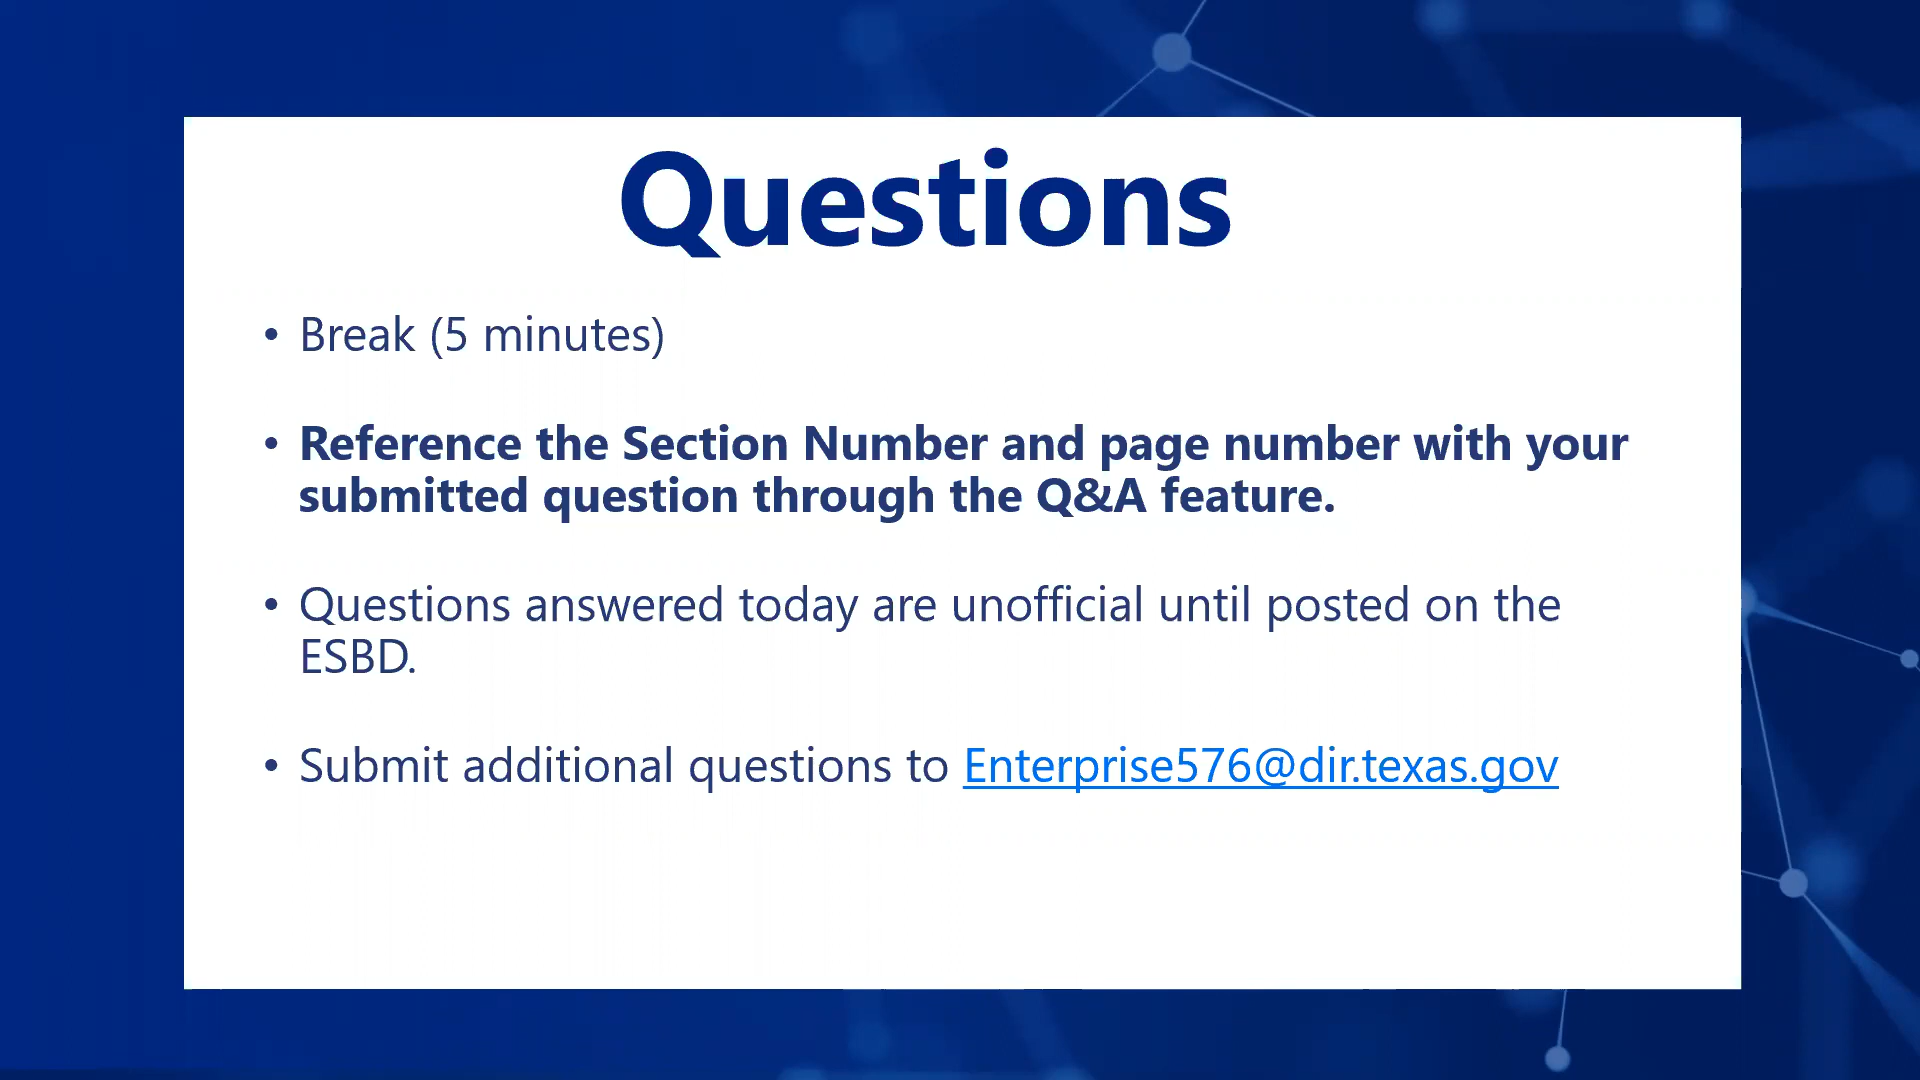 Questions
• Break (5 minutes)
• Reference the Section Number and page number with your
submitted question through the Q&A feature.
• Questions answered today are unofficial until posted on the
ESBD.
• Submit additional questions to Enterprise576@dir.texas.gov